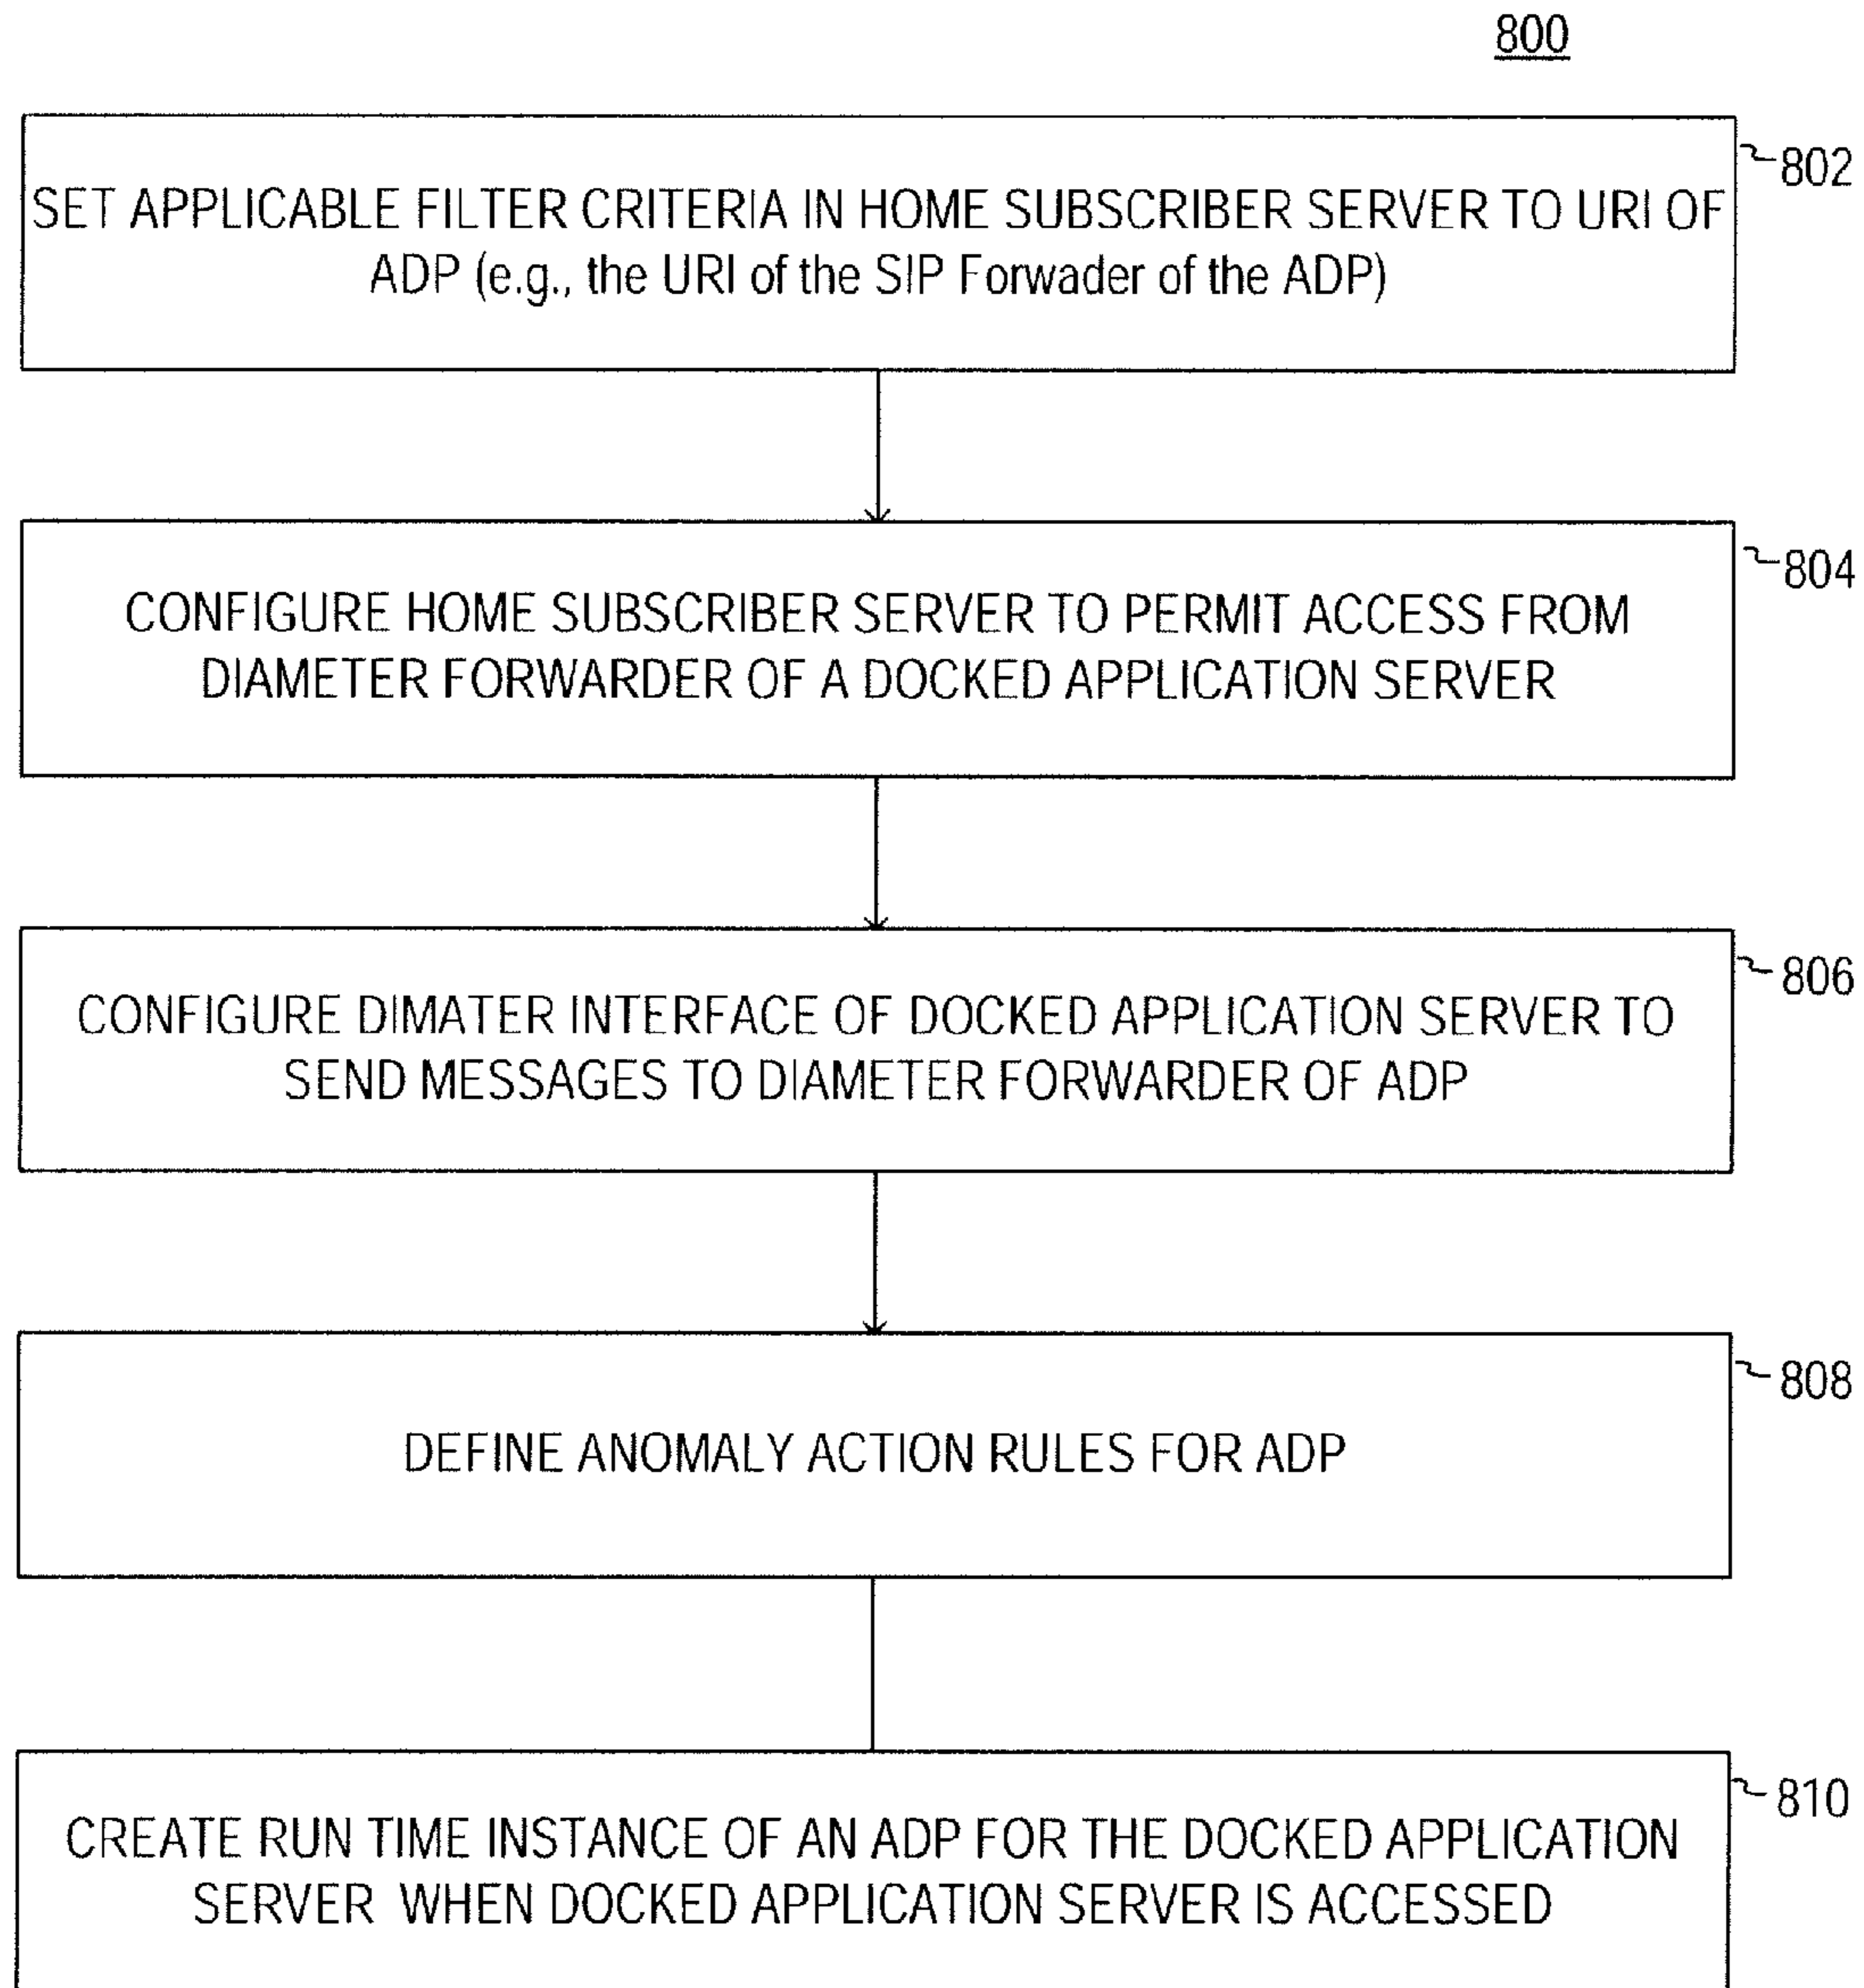 800
802
SET APPLICABLE FILTER CRITERIA IN HOME SUBSCRIBER SERVER TO URI OF
ADP (e.g., the URI of the SIP Forwader of the ADP)
804
CONFIGURE HOME SUBSCRIBER SERVER TO PERMIT ACCESS FROM
DIAMETER FORWARDER OF A DOCKED APPLICATION SERVER
806
CONFIGURE DIMATER INTERFACE OF DOCKED APPLICATION SERVER TO
SEND MESSAGES TO DIAMETER FORWARDER OF ADP
808
DEFINE ANOMALY ACTION RULES FOR ADP
810
CREATE RUN TIME INSTANCE OF AN ADP FOR THE DOCKED APPLICATION
SERVER WHEN DOCKED APPLICATION SERVER IS ACCESSED